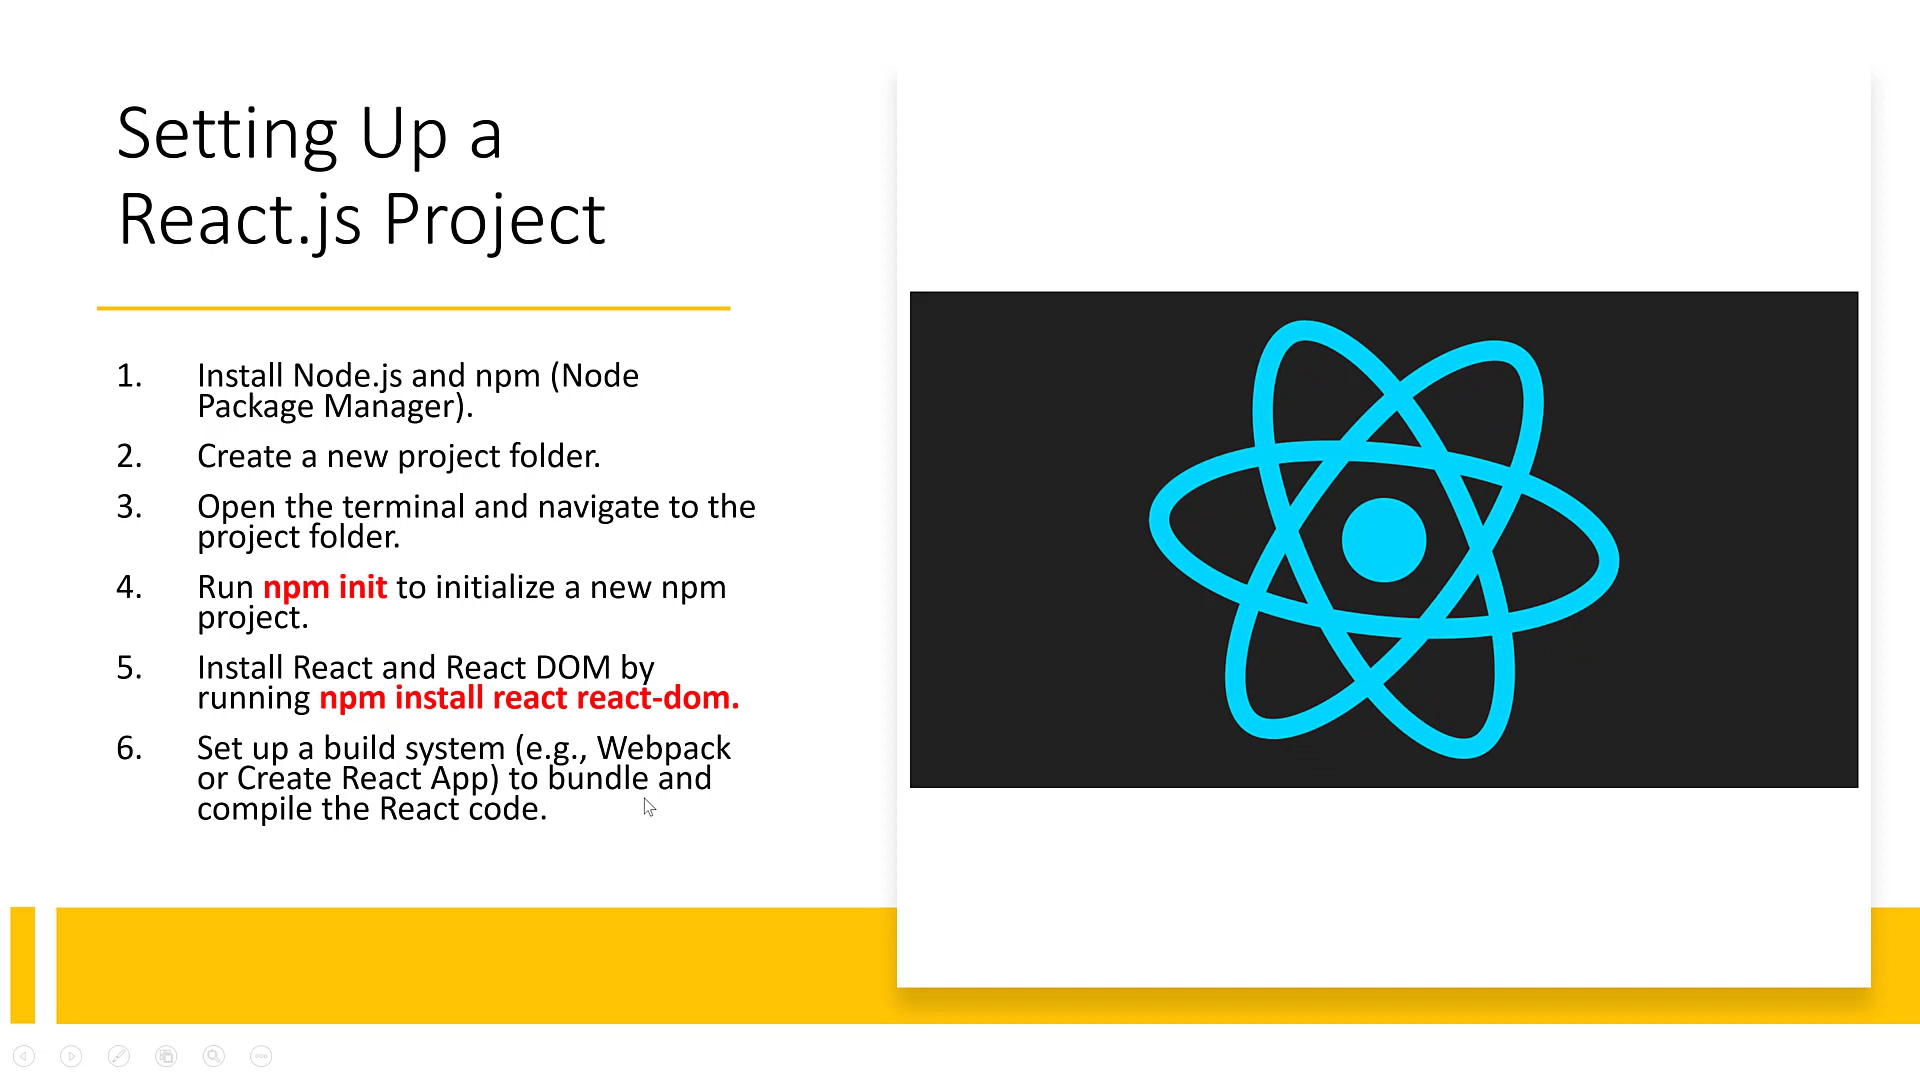 Setting Up a
React.js Project
1. Install Node.js and npm (Node
Package Manager).
2. Create a new project folder.
3. Open the terminal and navigate to the
project folder.
4. Run npm init to initialize a new npm
project.
5. Install React and React DOM by
running npm install react react-dom.
6. Set up a build system (e.g., Webpack
or Create React App) to bundle and
compile the React code.